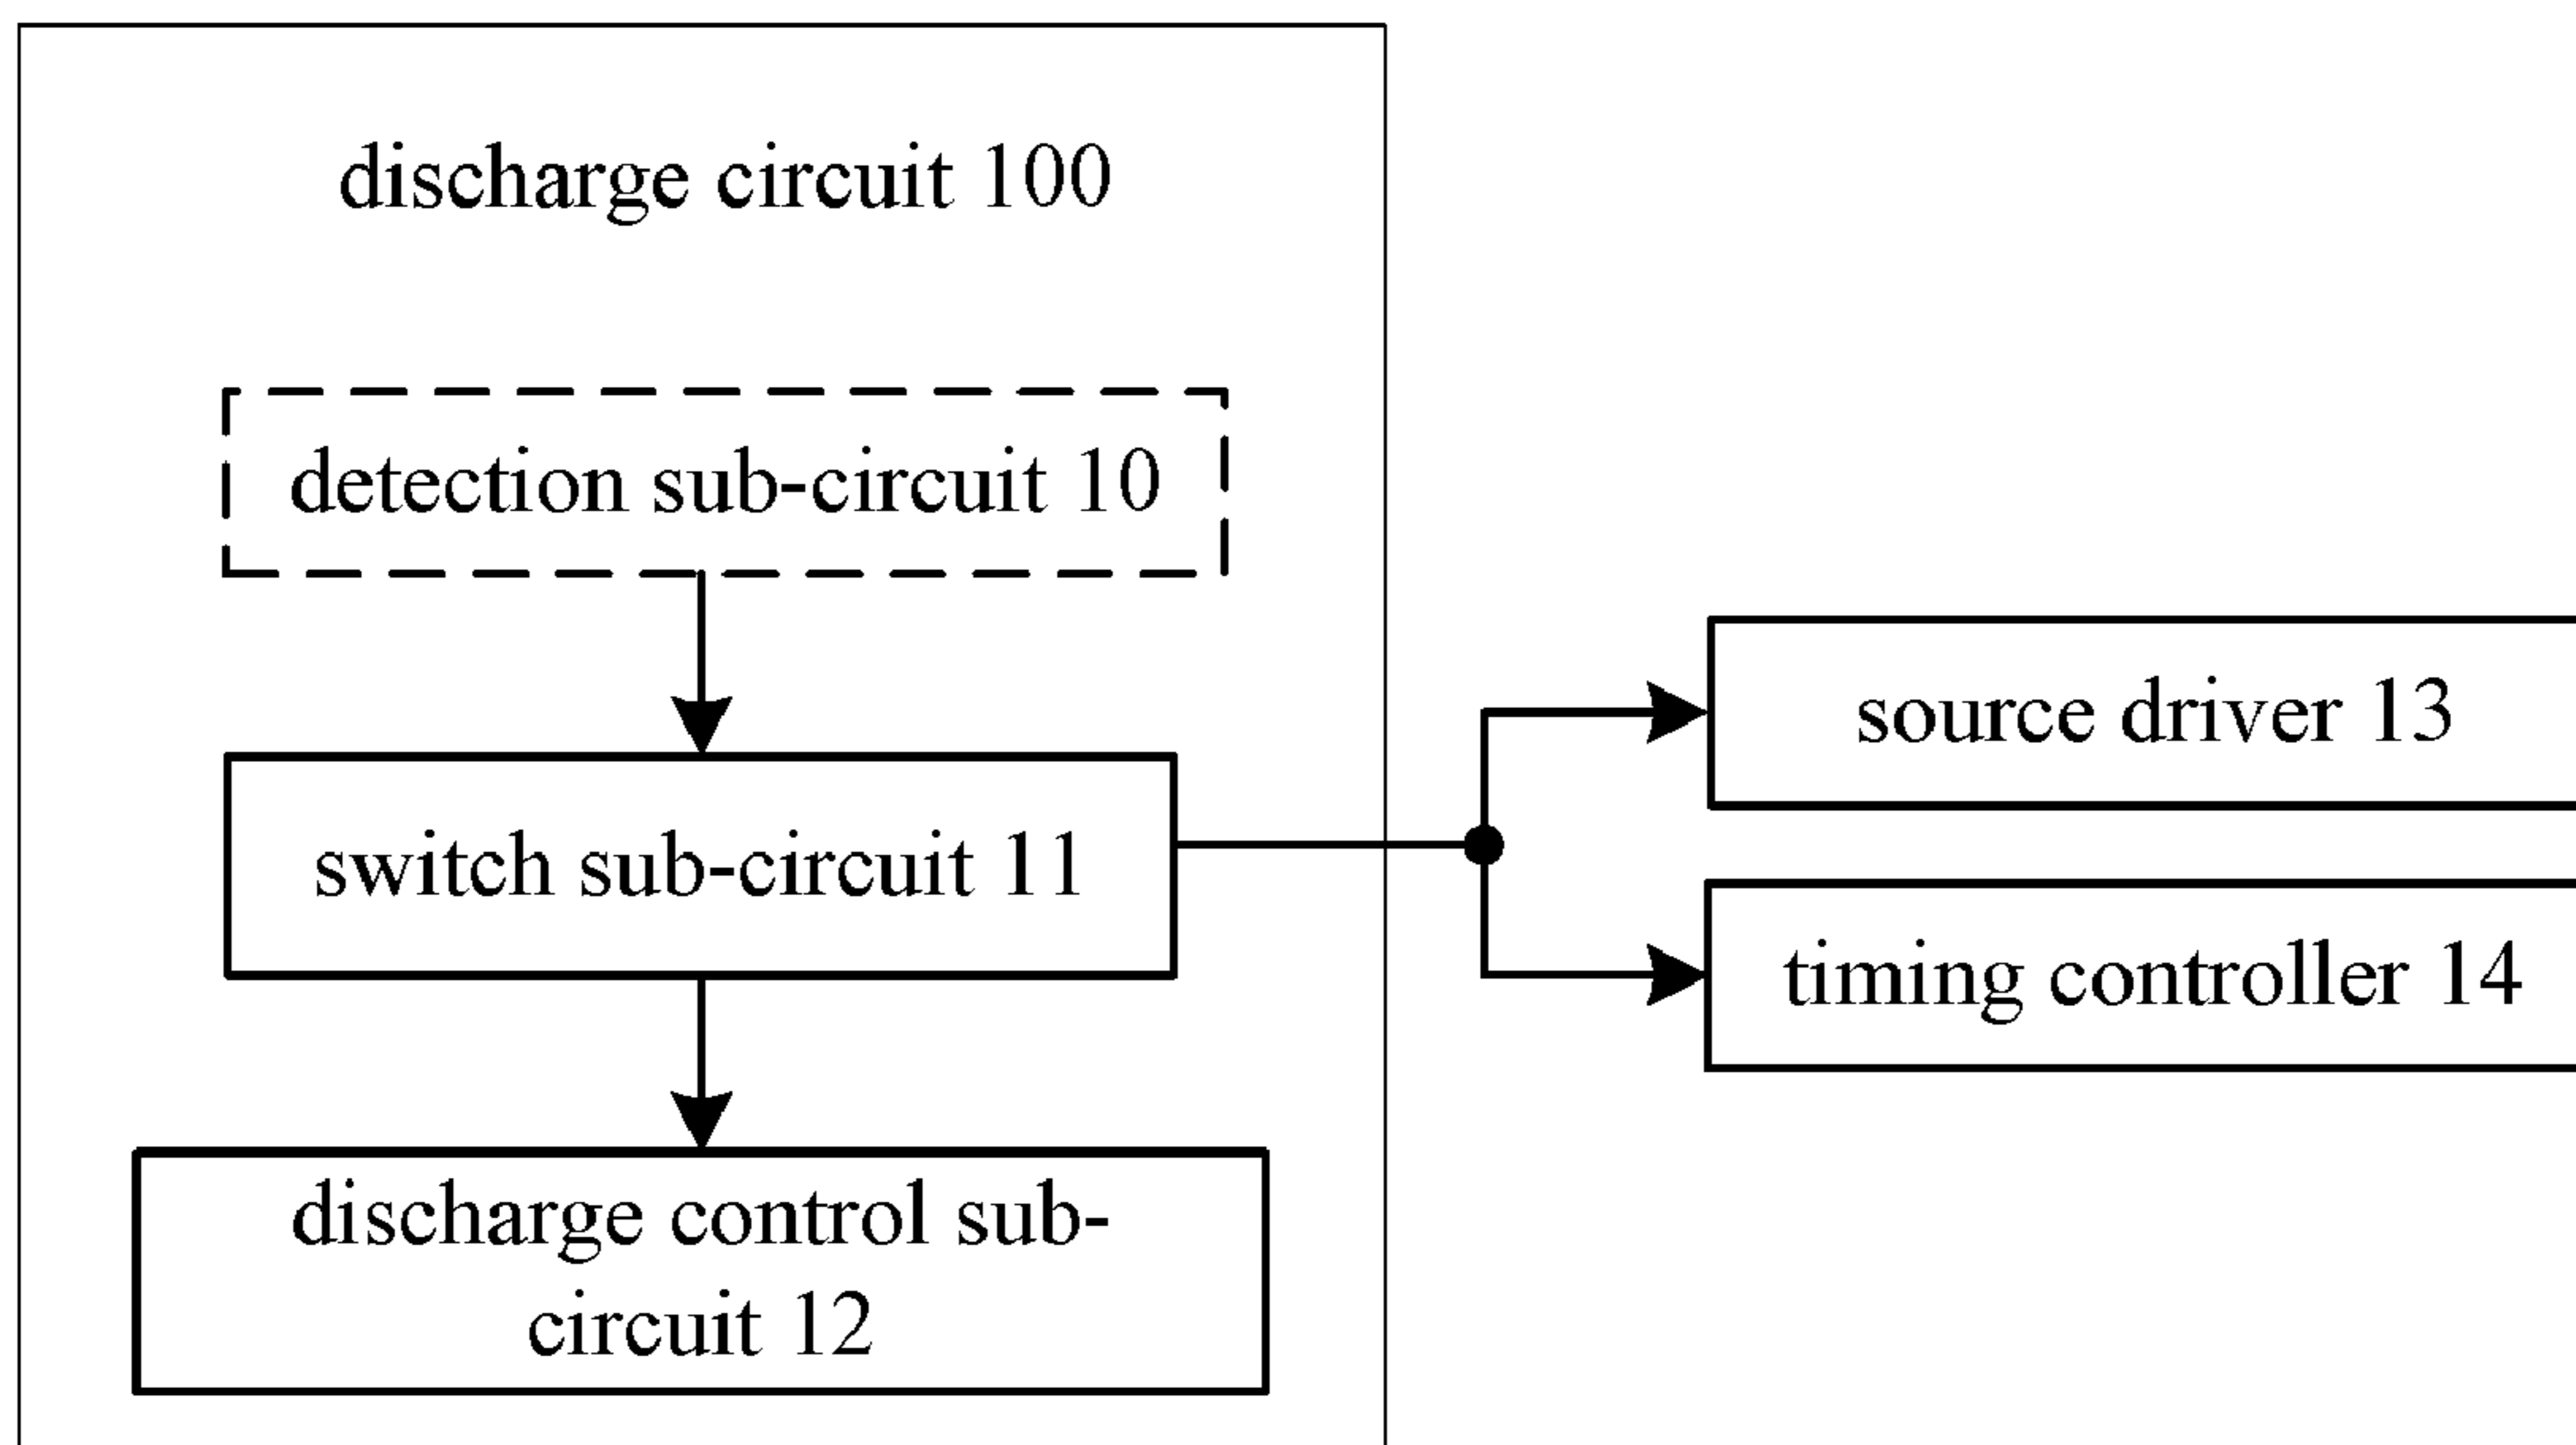 discharge circuit 100
detection sub-circuit 10
switch sub-circuit 11
discharge control sub-
circuit 12
source driver 13
timing controller 14